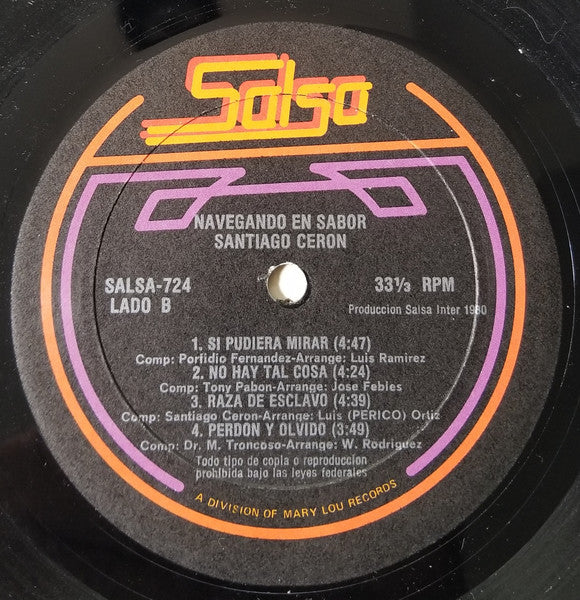 Salsa
NAVEGANDO EN SABOR
SANTIAGO CERON
SALSA-724
LADO B
33⅓ RPM
Produccion Salsa Inter 1980
1. SI PUDIERA MIRAR (4:47)
Comp: Porfidio Fernandez-Arrange: Luis Ramirez
2. NO HAY TAL COSA (4:24)
Comp: Tony Pabon-Arrange: Jose Febles
3. RAZA DE ESCLAVO (4:39)
Comp: Santiago Ceron-Arrange: Luis (PERICO) Ortiz
4. PERDON Y OLVIDO (3:49)
Comp: Dr. M. Troncoso-Arrange: W. Rodriguez
Todo tipo de copia o reproduccion
prohibida bajo las leyes federales
A DIVISION OF MARY LOU RECORDS